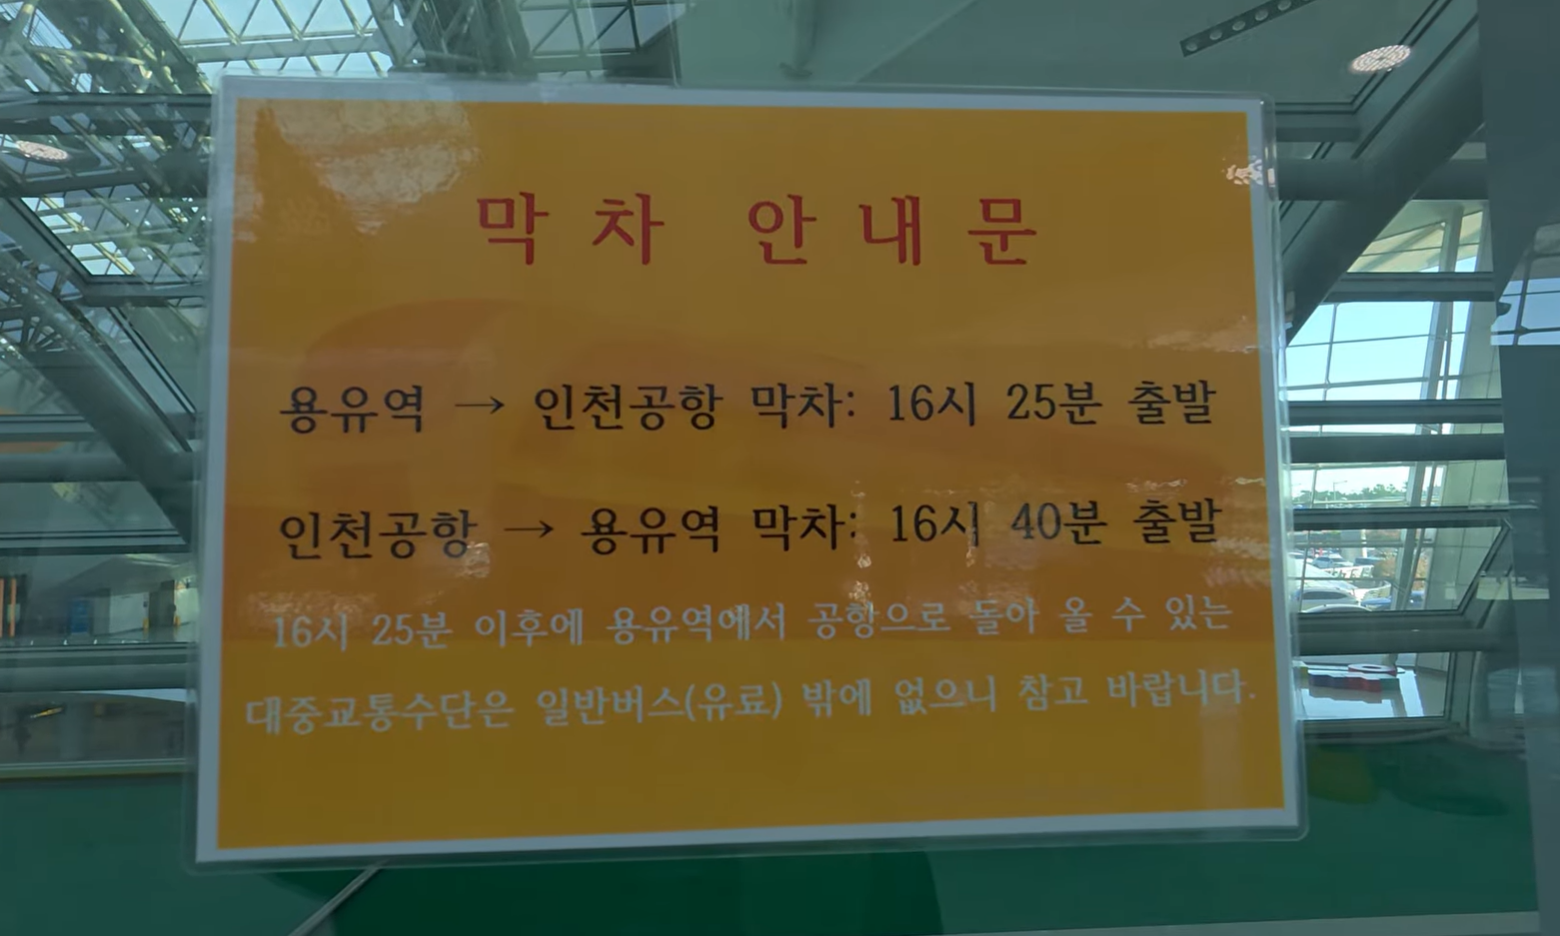 막차 안내문
용유역 → 인천공항 막차: 16시 25분 출발
인천공항 → 용유역 막차: 16시 40분 출발
16시 25분 이후에 용유역에서 공항으로 돌아 올 수 있는
대중교통수단은 일반버스(유료) 밖에 없으니 참고 바랍니다.